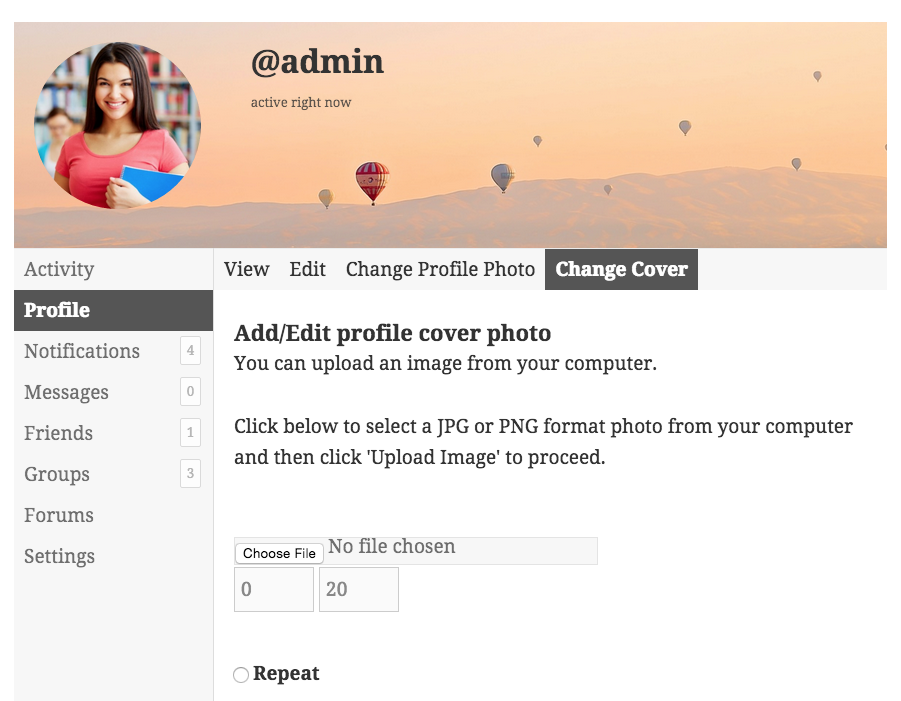 @admin
active right now
Activity
View Edit Change Profile Photo Change Cover
Profile
Notifications 4
Messages 0
Friends 1
Groups 3
Forums
Settings
Add/Edit profile cover photo
You can upload an image from your computer.
Click below to select a JPG or PNG format photo from your computer
and then click 'Upload Image' to proceed.
Choose File No file chosen
0 20
Repeat